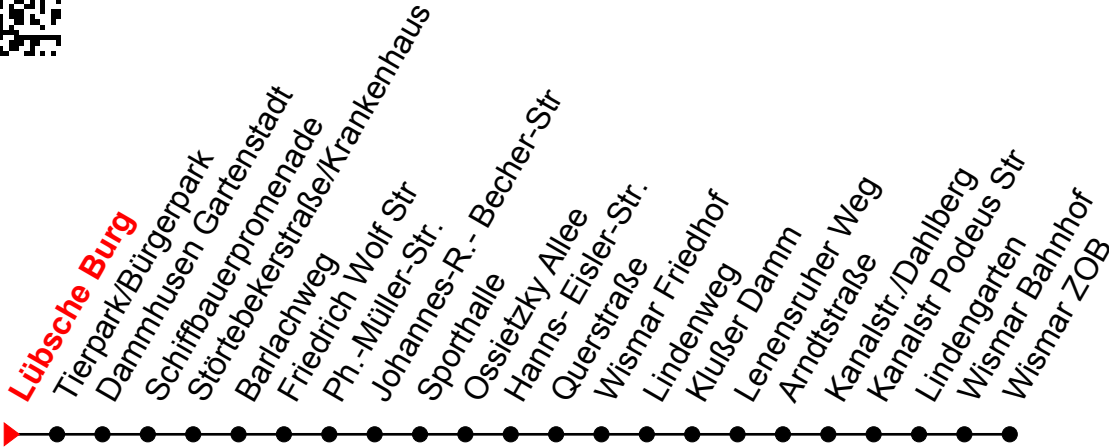 Lübsche Burg
Tierpark/Bürgerpark
Dammhusen Gartenstadt
Schiffbauerpromenade
Störtebekerstraße/Krankenhaus
Barlachweg
Friedrich Wolf Str
Ph.-Müller-Str.
Johannes-R.- Becher-Str
Sporthalle
Ossietzky Allee
Hanns- Eisler-Str.
Querstraße
Wismar Friedhof
Lindenweg
Klußer Damm
Lenensruher Weg
Arndtstraße
Kanalstr./Dahlberg
Kanalstr Podeus Str
Lindengarten
Wismar Bahnhof
Wismar ZOB